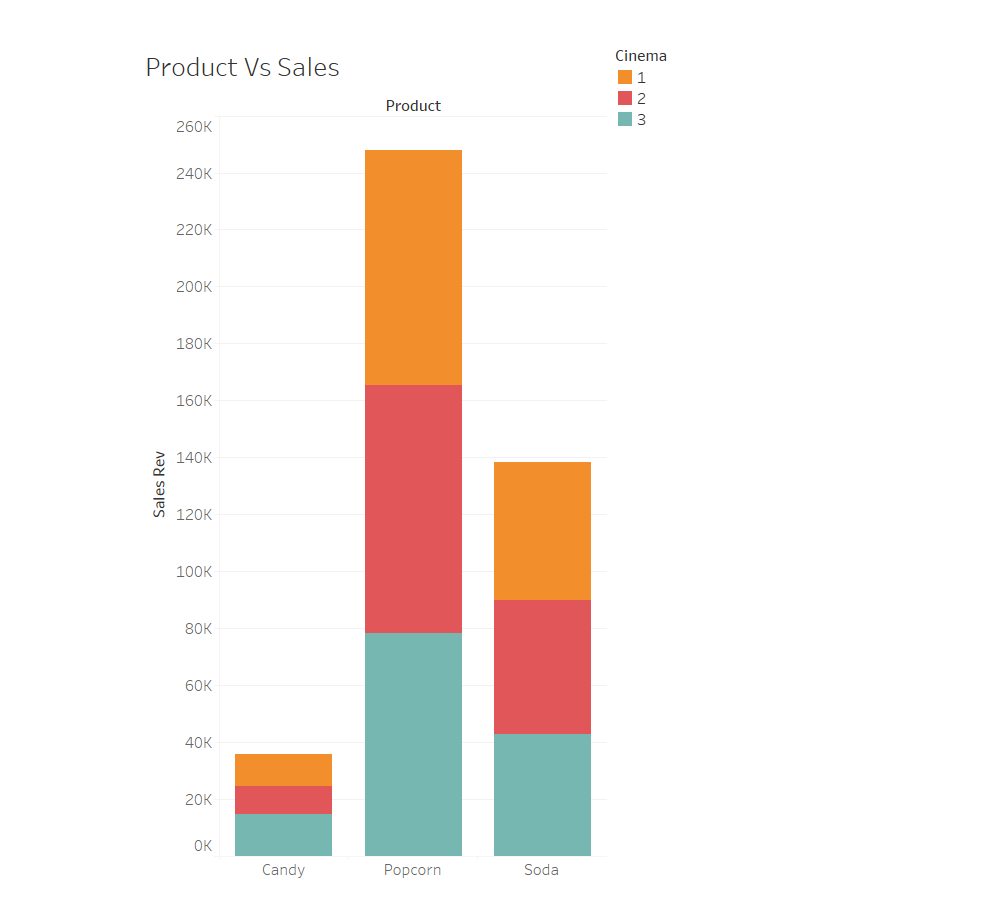 Product Vs Sales
Cinema
1
2
3
Product
260K
240K
220K
200K
180K
160K
140K
120K
100K
80K
60K
40K
20K
0K
Sales Rev
Candy Popcorn Soda